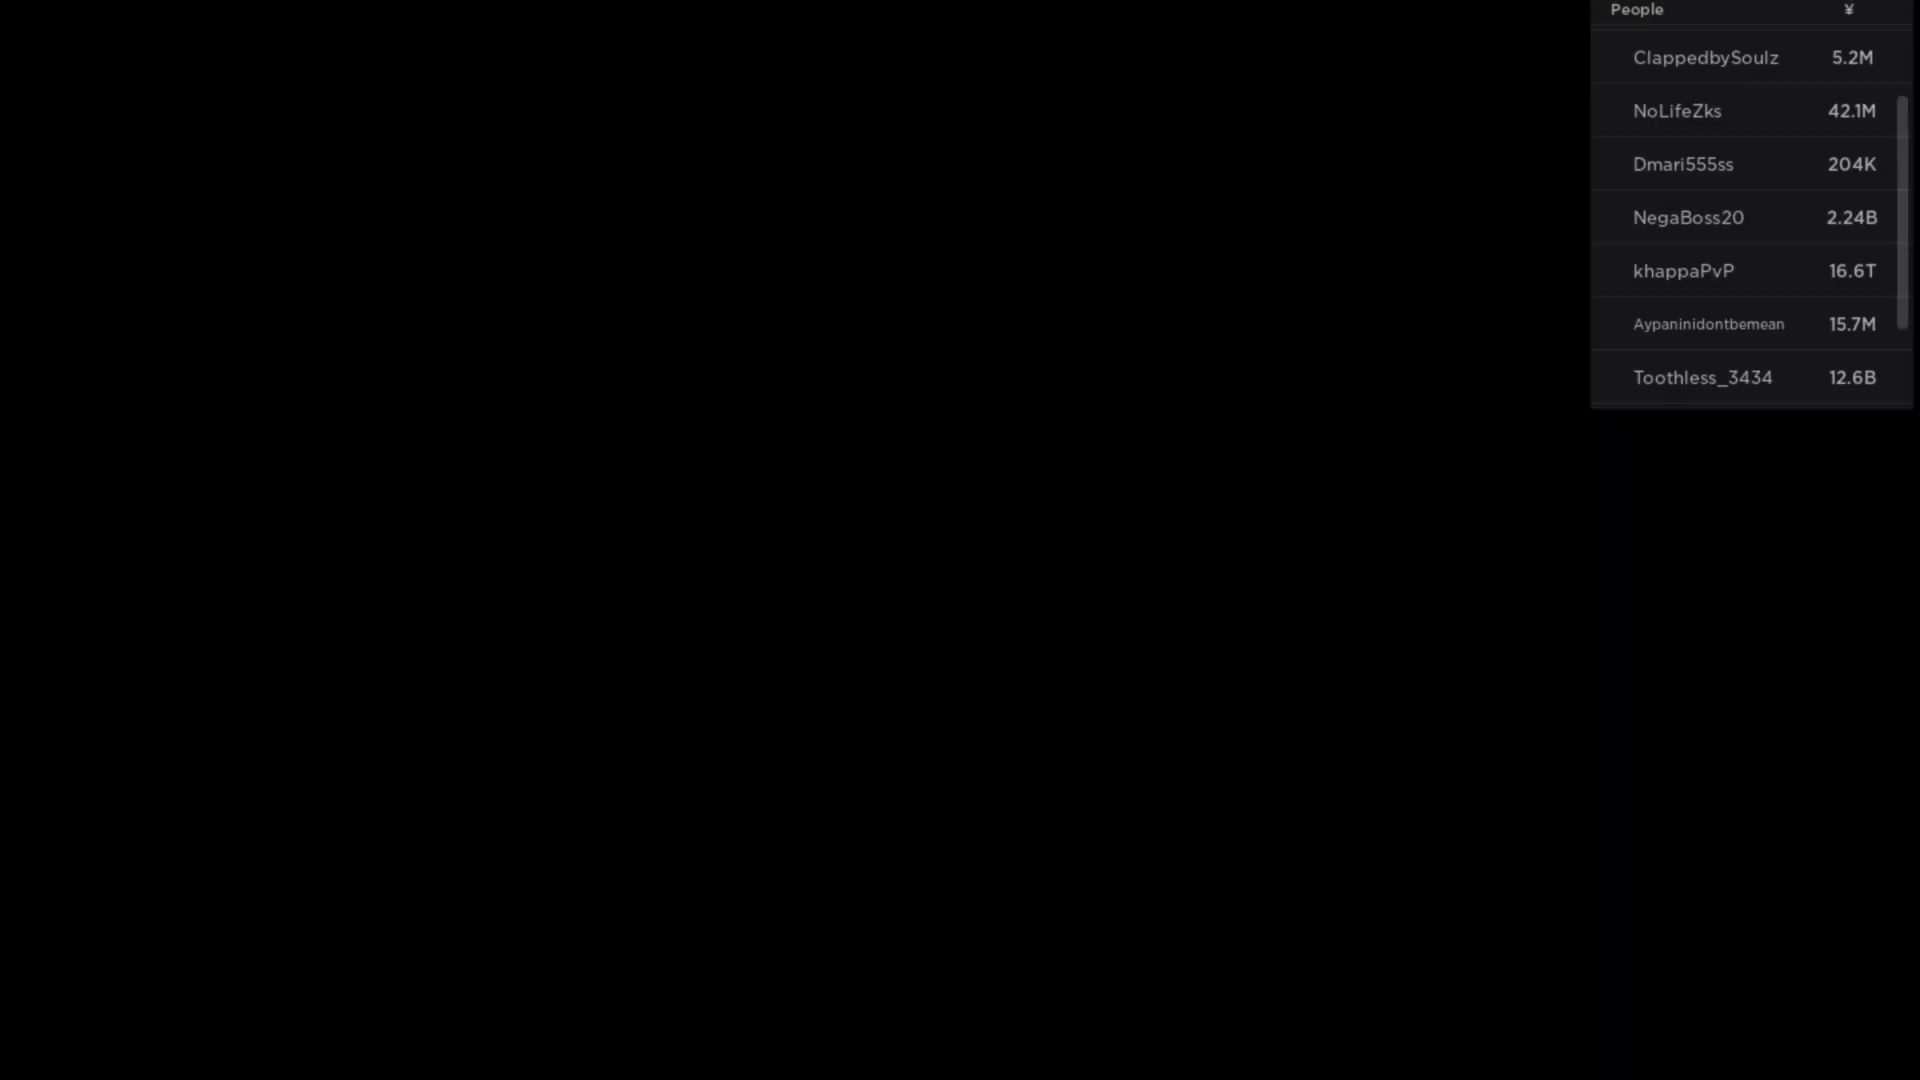 People ¥
ClappedbySoulz 5.2M
NoLifeZks 42.1M
Dmari555ss 204K
NegaBoss20 2.24B
khappaPvP 16.6T
Aypaninidontbemean 15.7M
Toothless_3434 12.6B